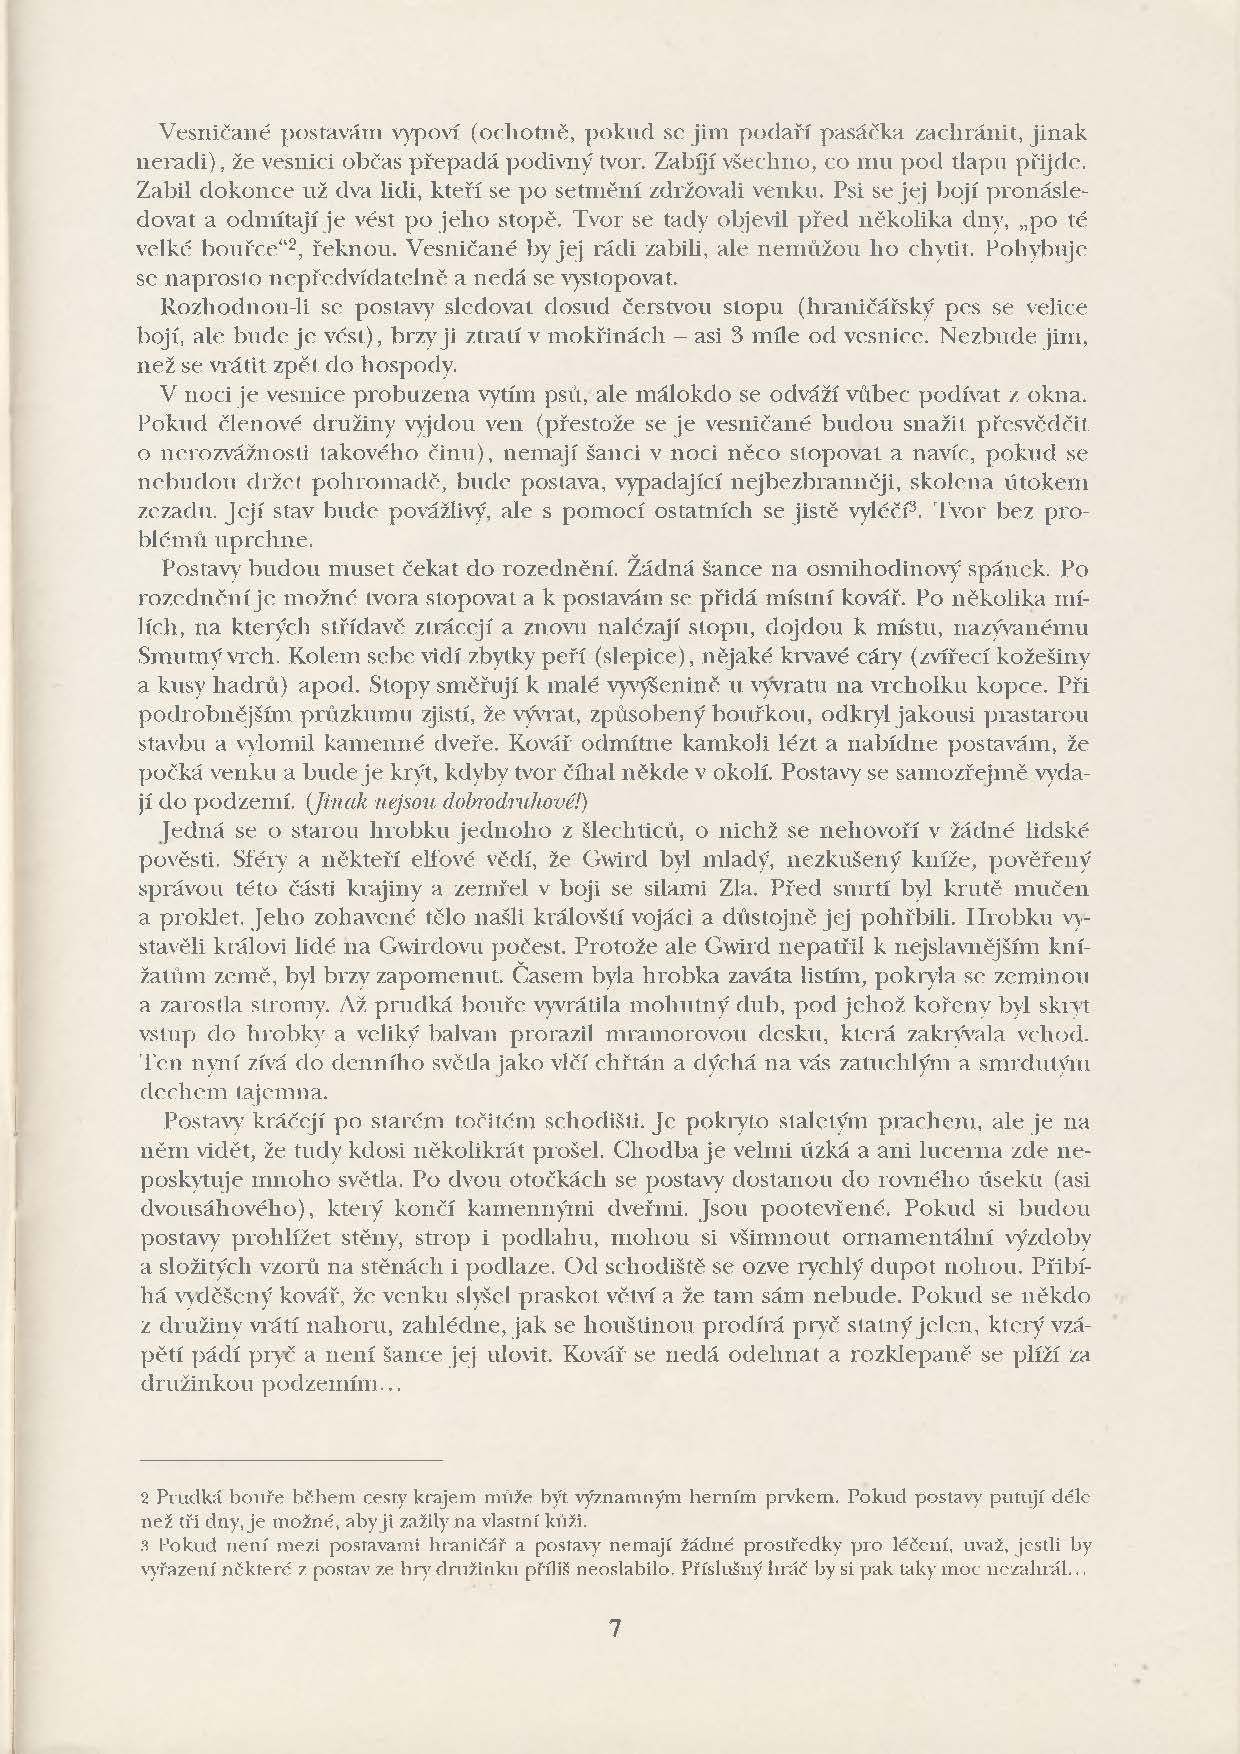 Vesničané postavám vypoví (ochotně, pokud se jim podaří pasáčka zachránit, jinak
neradi), že vesnici občas přepadá podivný tvor. Zabíjí všechno, co mu pod tlapu přijde.
Zabil dokonce už dva lidi, kteří se po setmění zdržovali venku. Psi se jej bojí pronásle-
dovat a odmítají je vést po jeho stopě. Tvor se tady objevil před několika dny, „po té
velké bouřce“², řeknou. Vesničané by jej rádi zabili, ale nemůžou ho chytit. Pohybuje
se naprosto nepředvídatelně a nedá se vystopovat.
Rozhodnou-li se postavy sledovat dosud čerstvou stopu (hraničářský pes se velice
bojí, ale bude je vést), brzy ji ztratí v mokřinách – asi 3 míle od vesnice. Nezbude jim,
než se vrátit zpět do hospody.
V noci je vesnice probuzena vytím psů, ale málokdo se odváží vůbec podívat z okna.
Pokud členové družiny vyjdou ven (přestože se je vesničané budou snažit přesvědčit
o nerozvážnosti takového činu), nemají šanci v noci něco stopovat a navíc, pokud se
nebudou držet pohromadě, bude postava, vypadající nejbezbranněji, skolena útokem
zezadu. Její stav bude povážlivý, ale s pomocí ostatních se jistě vyléčí³. Tvor bez pro-
blémů uprchne.
Postavy budou muset čekat do rozednění. Žádná šance na osmihodinový spánek. Po
rozednění je možné tvora stopovat a k postavám se přidá místní kovář. Po několika mí-
lích, na kterých střídavě ztrácejí a znovu nalézají stopu, dojdou k místu, nazývanému
Smutný vrch. Kolem sebe vidí zbytky peří (slepice), nějaké krvavé cáry (zvířecí kožešiny
a kusy hadrů) apod. Stopy směřují k malé vyvýšenině u vývratu na vrcholku kopce. Při
podrobnějším průzkumu zjistí, že vývrat, způsobený bouřkou, odkryl jakousi prastarou
stavbu a vylomil kamenné dveře. Kovář odmítne kamkoli lézt a nabídne postavám, že
počká venku a bude je krýt, kdyby tvor číhal někde v okolí. Postavy se samozřejmě vyda-
jí do podzemí. (Jinak nejsou dobrodruhové!)
Jedná se o starou hrobku jednoho z šlechticů, o nichž se nehovoří v žádné lidské
pověsti. Sféry a někteří elfové vědí, že Gwird byl mladý, nezkušený kníže, pověřený
správou této části krajiny a zemřel v boji se silami Zla. Před smrtí byl krutě mučen
a proklet. Jeho zohavené tělo našli královští vojáci a důstojně jej pohřbili. Hrobku vy-
stavěli královi lidé na Gwirdovu počest. Protože ale Gwird nepatřil k nejslavnějším kní-
žatům země, byl brzy zapomenut. Časem byla hrobka zaváta listím, pokryla se zeminou
a zarostla stromy. Až prudká bouře vyvrátila mohutný dub, pod jehož kořeny byl skryt
vstup do hrobky a veliký balvan prorazil mramorovou desku, která zakrývala vchod.
Ten nyní zívá do denního světla jako vlčí chřtán a dýchá na vás zatuchlým a smrdutým
dechem tajemna.
Postavy kráčejí po starém točitém schodišti. Je pokryto staletým prachem, ale je na
něm vidět, že tudy kdosi několikrát prošel. Chodba je velmi úzká a ani lucerna zde ne-
poskytuje mnoho světla. Po dvou otočkách se postavy dostanou do rovného úseku (asi
dvousáhového), který končí kamennými dveřmi. Jsou pootevřené. Pokud si budou
postavy prohlížet stěny, strop i podlahu, mohou si všimnout ornamentální výzdoby
a složitých vzorů na stěnách i podlaze. Od schodiště se ozve rychlý dupot nohou. Přibí-
há vyděšený kovář, že venku slyšel praskot větví a že tam sám nebude. Pokud se někdo
z družiny vrátí nahoru, zahlédne, jak se houštinou prodírá pryč statný jelen, který vzá-
pětí pádí pryč a není šance jej ulovit. Kovář se nedá odehnat a rozklepaně se plíží za
družinkou podzemím…
2 Prudká bouře během cesty krajem může být významným herním prvkem. Pokud postavy putují déle
než tři dny, je možné, aby ji zažily na vlastní kůži.
3 Pokud není mezi postavami hraničář a postavy nemají žádné prostředky pro léčení, uvaž, jestli by
vyřazení některé z postav ze hry družinku příliš neoslabilo. Příslušný hráč by si pak taky moc nezahrál…
7